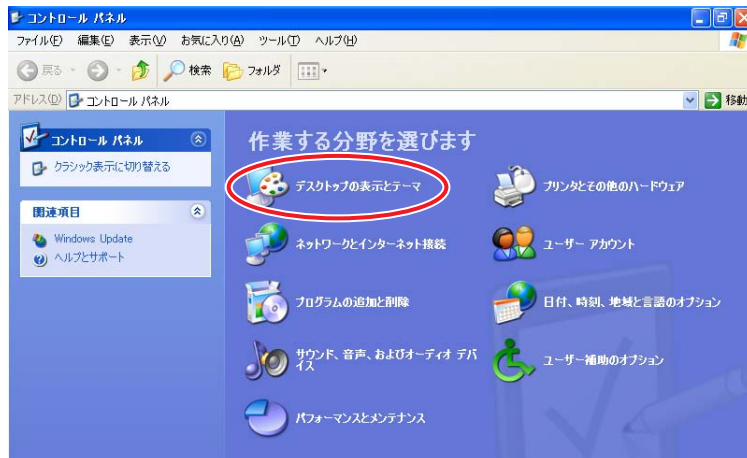 コントロール パネル
ファイル(F) 編集(E) 表示(V) お気に入り(A) ツール(T) ヘルプ(H)
戻る 検索 フォルダ
アドレス(D) コントロール パネル 移動
コントロール パネル
クラシック表示に切り替える
関連項目
Windows Update
ヘルプとサポート
作業する分野を選びます
デスクトップの表示とテーマ
プリンタとその他のハードウェア
ネットワークとインターネット接続
ユーザー アカウント
プログラムの追加と削除
日付、時刻、地域と言語のオプション
サウンド、音声、およびオーディオ デバ
イス
ユーザー補助のオプション
パフォーマンスとメンテナンス